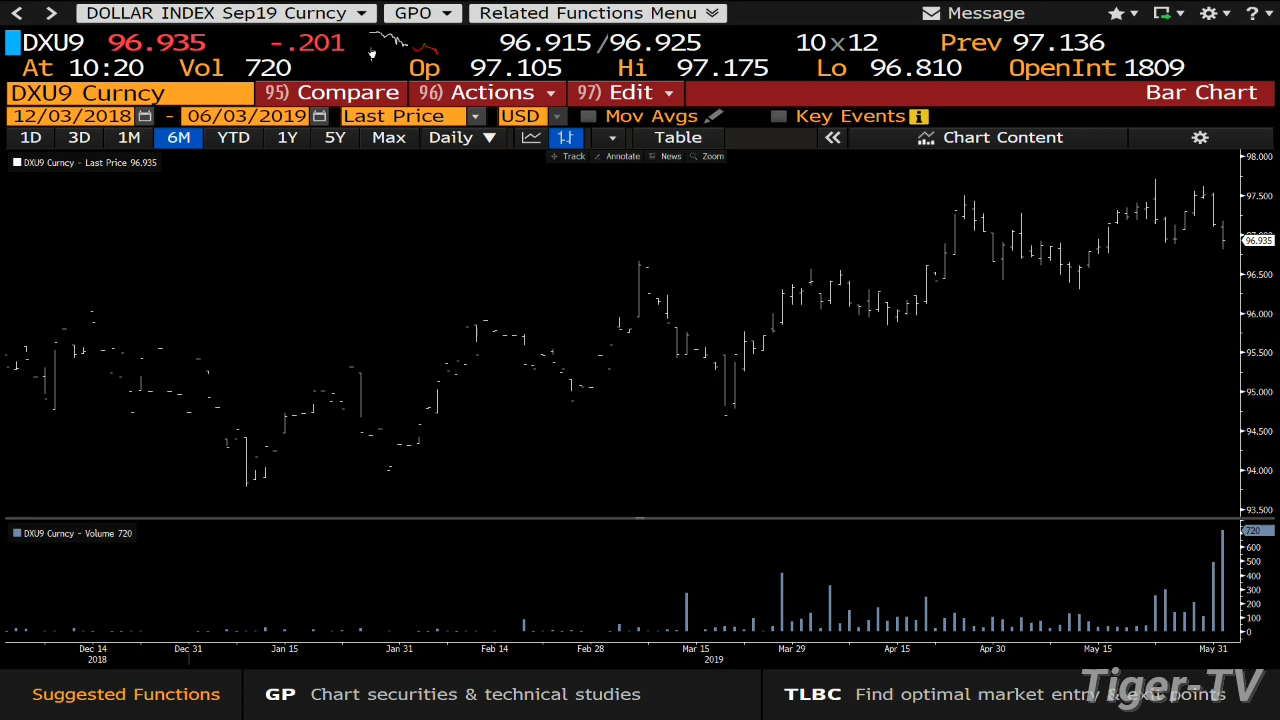 DOLLAR INDEX Sep19 Curncy GPO Related Functions Menu Message
DXU9 96.935 -.201 96.915/96.925 10x12 Prev 97.136
At 10:20 Vol 720 Op 97.105 Hi 97.175 Lo 96.810 OpenInt 1809
DXU9 Curncy 95) Compare 96) Actions 97) Edit Bar Chart
12/03/2018 - 06/03/2019 Last Price USD Mov Avgs Key Events
1D 3D 1M 6M YTD 1Y 5Y Max Daily Table Chart Content
Track Annotate News Zoom
DXU9 Curncy - Last Price 96.935
98.000
97.500
96.935
96.500
96.000
95.500
95.000
94.500
94.000
93.500
DXU9 Curncy - Volume 720
720
600
500
400
300
200
100
0
Dec 14 Dec 31 Jan 15 Jan 31 Feb 14 Feb 28 Mar 15 Mar 29 Apr 15 Apr 30 May 15 May 31
2018 2019
Suggested Functions GP Chart securities & technical studies TLBC Find optimal market entry & exit points
Tiger-TV